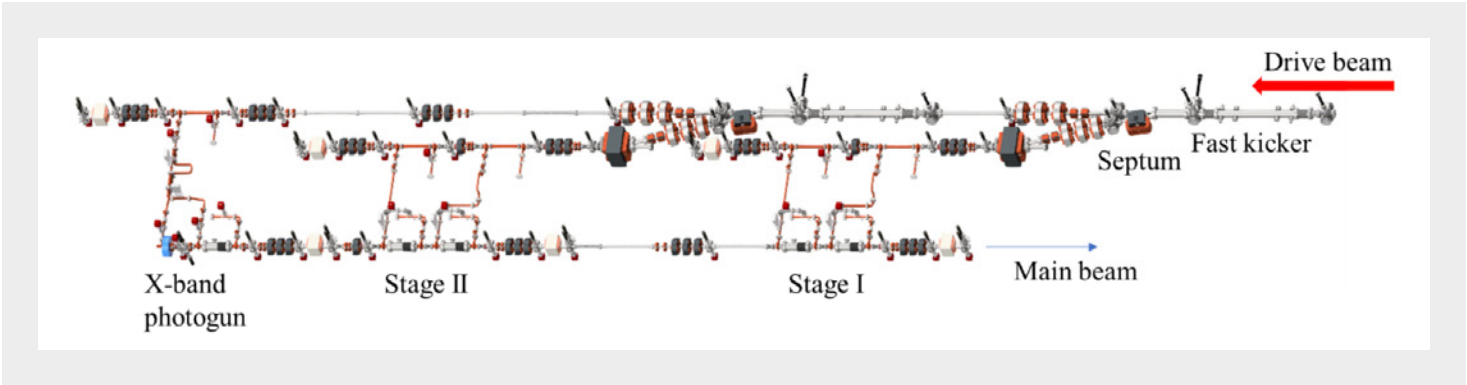 Drive beam
Fast kicker
Septum
X-band
photogun
Stage II
Stage I
Main beam